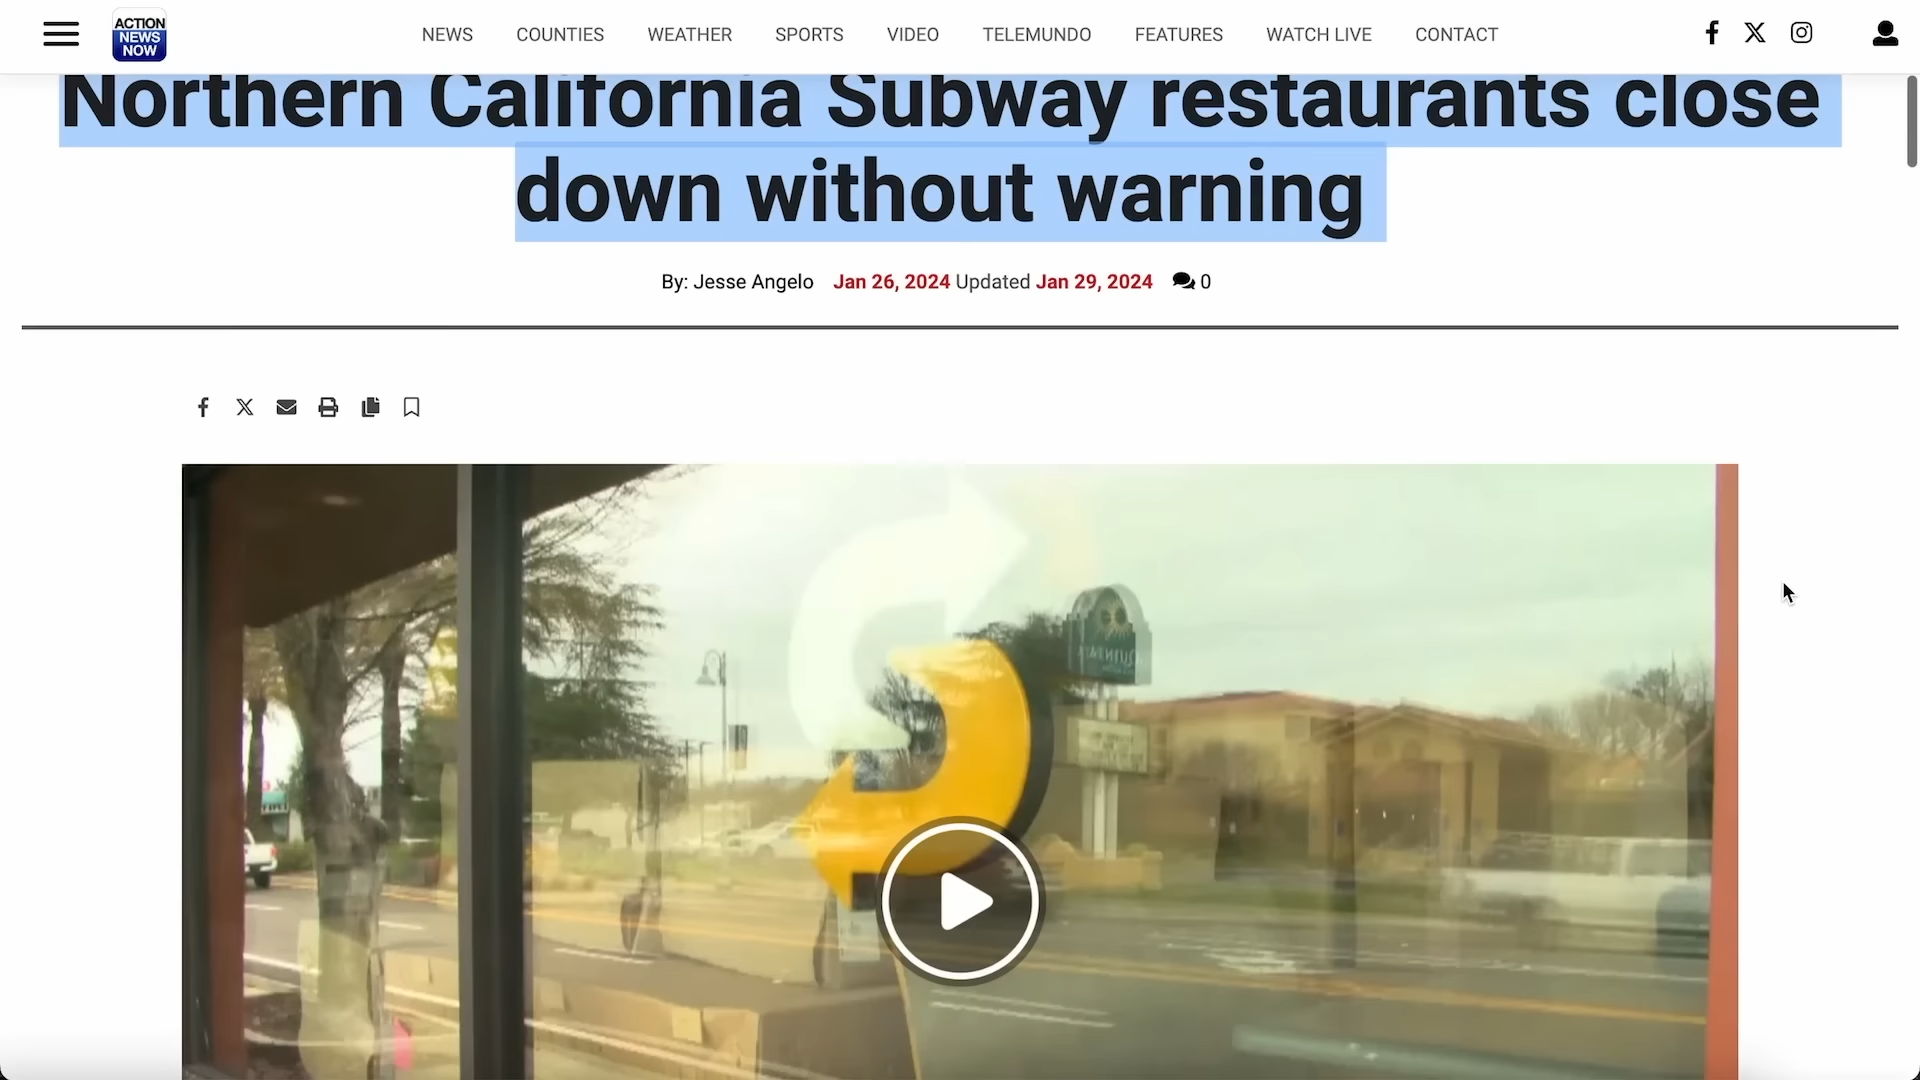 ACTION
NEWS
NOW
NEWS COUNTIES WEATHER SPORTS VIDEO TELEMUNDO FEATURES WATCH LIVE CONTACT
Northern California Subway restaurants close
down without warning
By: Jesse Angelo Jan 26, 2024 Updated Jan 29, 2024 0